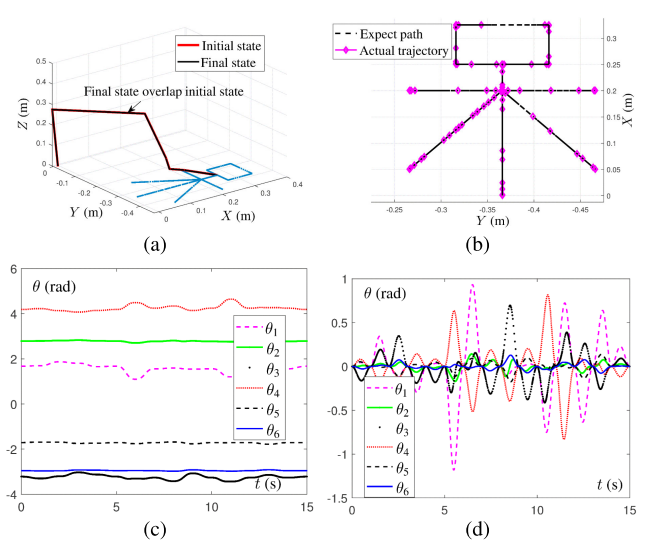 Initial state
Final state
Final state overlap initial state
Z (m)
0.5
0.4
0.3
0.2
0.1
0
-0.1
-0.2
-0.3
-0.4
Y (m)
0
0.1
0.2
0.3
0.4
X (m)
(a)
Expect path
Actual trajectory
0.3
0.25
0.2
0.15
0.1
0.05
0
X (m)
-0.25
-0.3
-0.35
-0.4
-0.45
Y (m)
(b)
θ (rad)
6
4
2
0
-2
-4
θ1
θ2
θ3
θ4
θ5
θ6
0
5
10
15
t (s)
(c)
θ (rad)
1
0.5
0
-0.5
-1
-1.5
θ1
θ2
θ3
θ4
θ5
θ6
0
5
10
15
t (s)
(d)